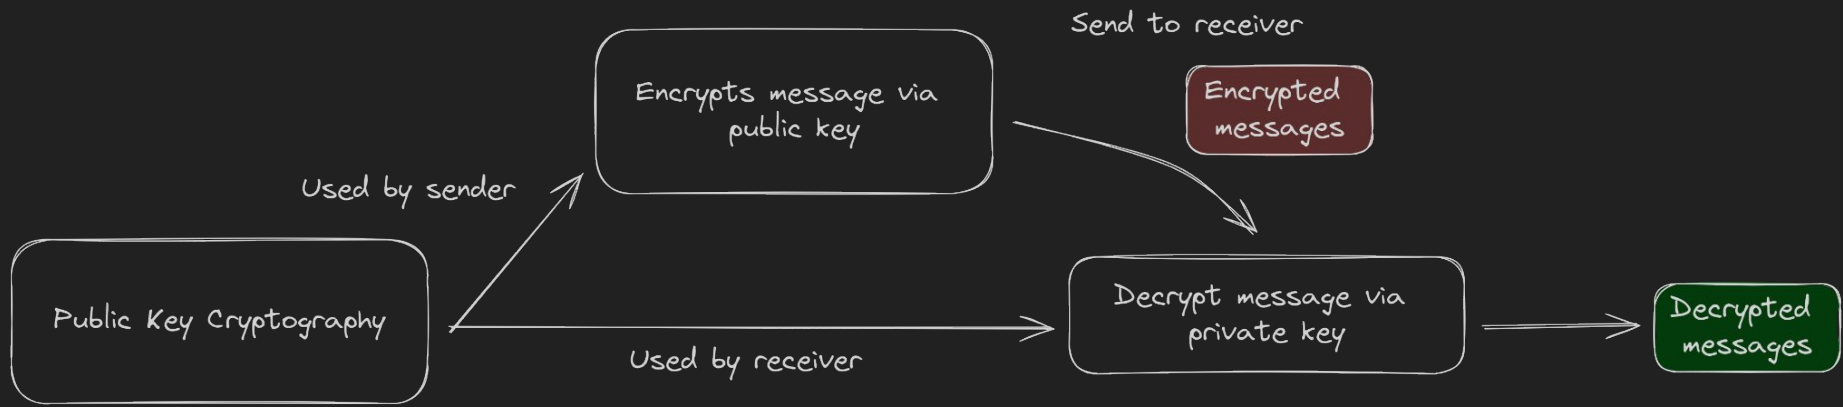 Send to receiver
Encrypts message via
public key
Encrypted
messages
Used by sender
Public Key Cryptography
Used by receiver
Decrypt message via
private key
Decrypted
messages